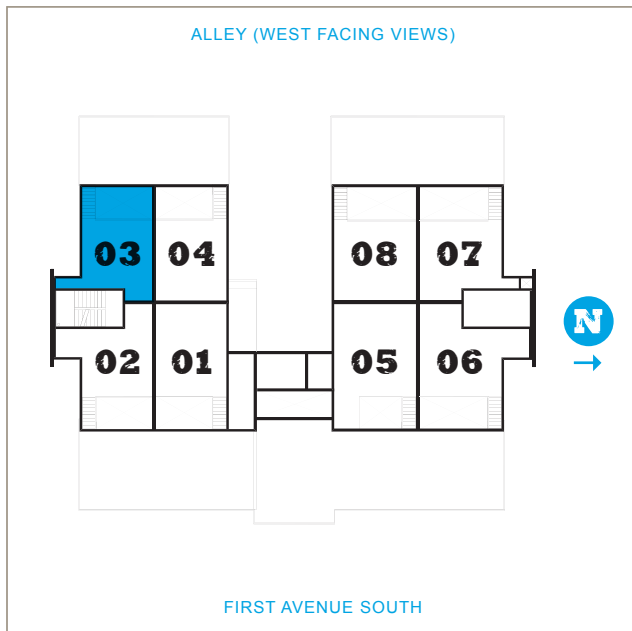 ALLEY (WEST FACING VIEWS)
03 04 08 07
02 01 05 06
N
FIRST AVENUE SOUTH